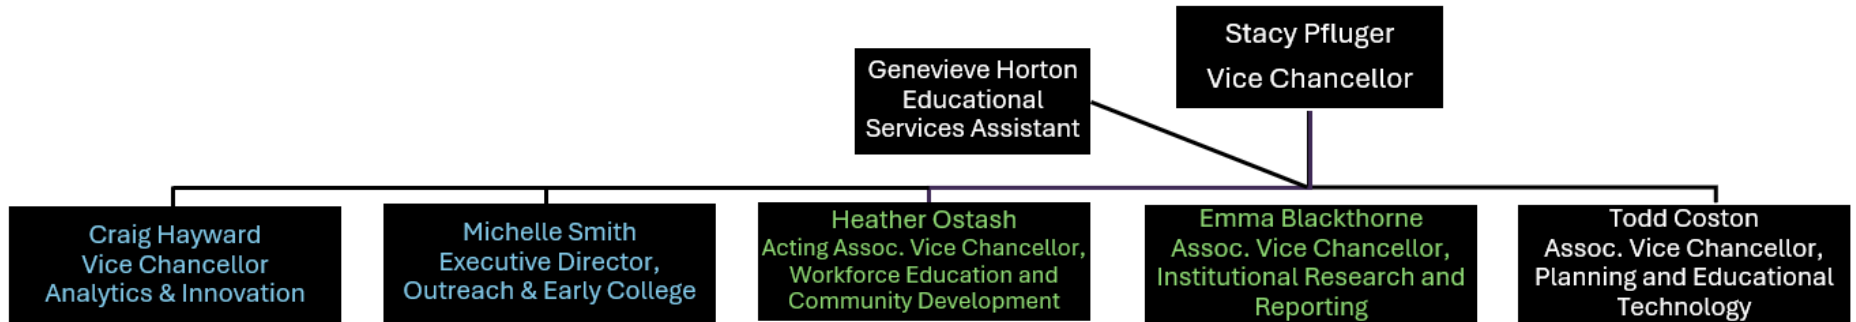 Stacy Pfluger
Vice Chancellor
Genevieve Horton
Educational
Services Assistant
Craig Hayward
Vice Chancellor
Analytics & Innovation
Michelle Smith
Executive Director,
Outreach & Early College
Heather Ostash
Acting Assoc. Vice Chancellor,
Workforce Education and
Community Development
Emma Blackthorne
Assoc. Vice Chancellor,
Institutional Research and
Reporting
Todd Coston
Assoc. Vice Chancellor,
Planning and Educational
Technology